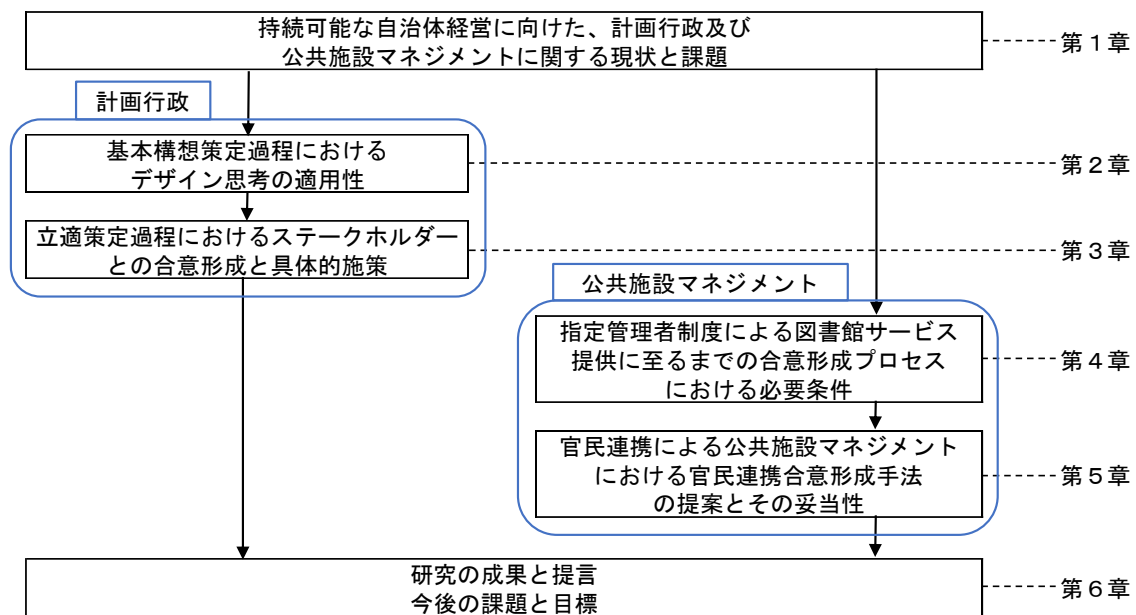 持続可能な自治体経営に向けた、計画行政及び
公共施設マネジメントに関する現状と課題
第１章
計画行政
基本構想策定過程における
デザイン思考の適用性
第２章
立適策定過程におけるステークホルダー
との合意形成と具体的施策
第３章
公共施設マネジメント
指定管理者制度による図書館サービス
提供に至るまでの合意形成プロセス
における必要条件
第４章
官民連携による公共施設マネジメント
における官民連携合意形成手法
の提案とその妥当性
第５章
研究の成果と提言
今後の課題と目標
第６章